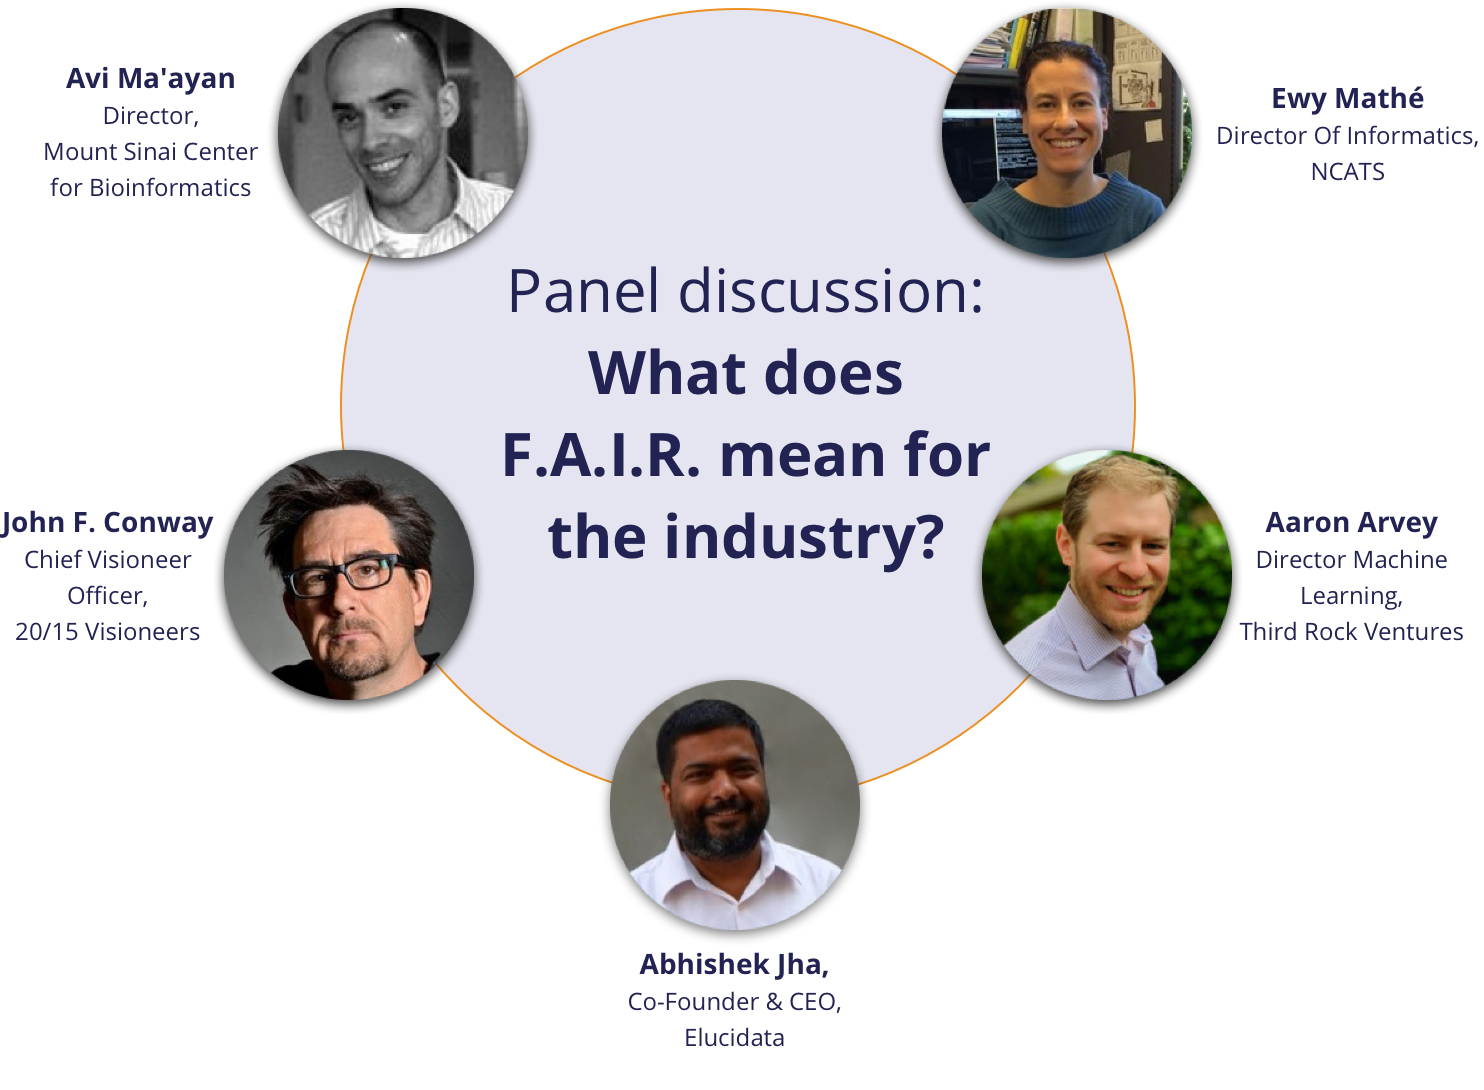 Avi Ma'ayan
Director,
Mount Sinai Center
for Bioinformatics
Ewy Mathé
Director Of Informatics,
NCATS
Panel discussion:
What does
F.A.I.R. mean for
the industry?
John F. Conway
Chief Visioneer
Officer,
20/15 Visioneers
Aaron Arvey
Director Machine
Learning,
Third Rock Ventures
Abhishek Jha,
Co-Founder & CEO,
Elucidata